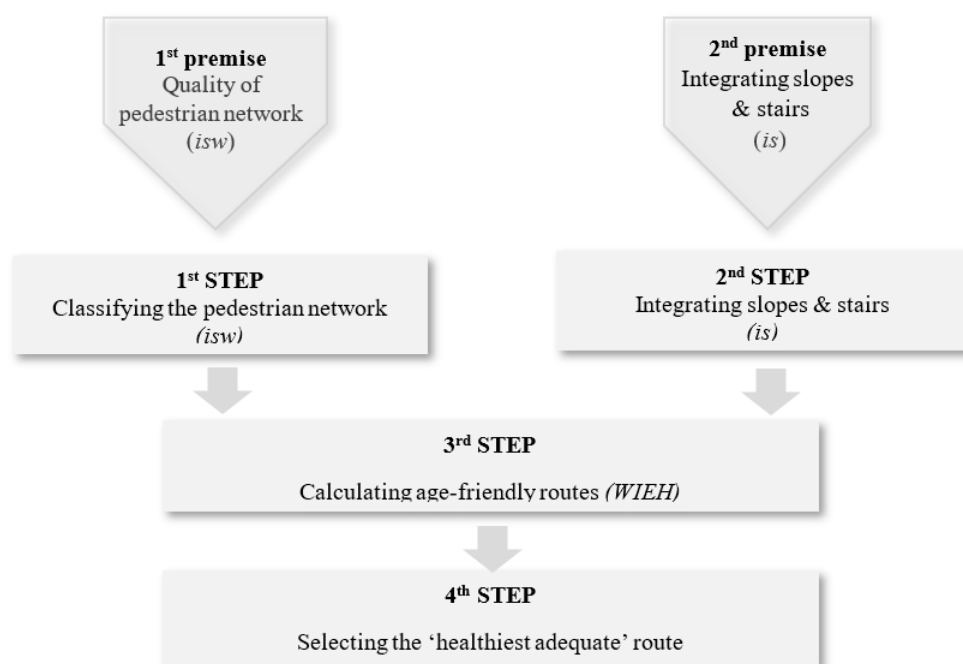 1st premise
Quality of
pedestrian network
(isw)
2nd premise
Integrating slopes
& stairs
(is)
1st STEP
Classifying the pedestrian network
(isw)
2nd STEP
Integrating slopes & stairs
(is)
3rd STEP
Calculating age-friendly routes (WIEH)
4th STEP
Selecting the ‘healthiest adequate’ route